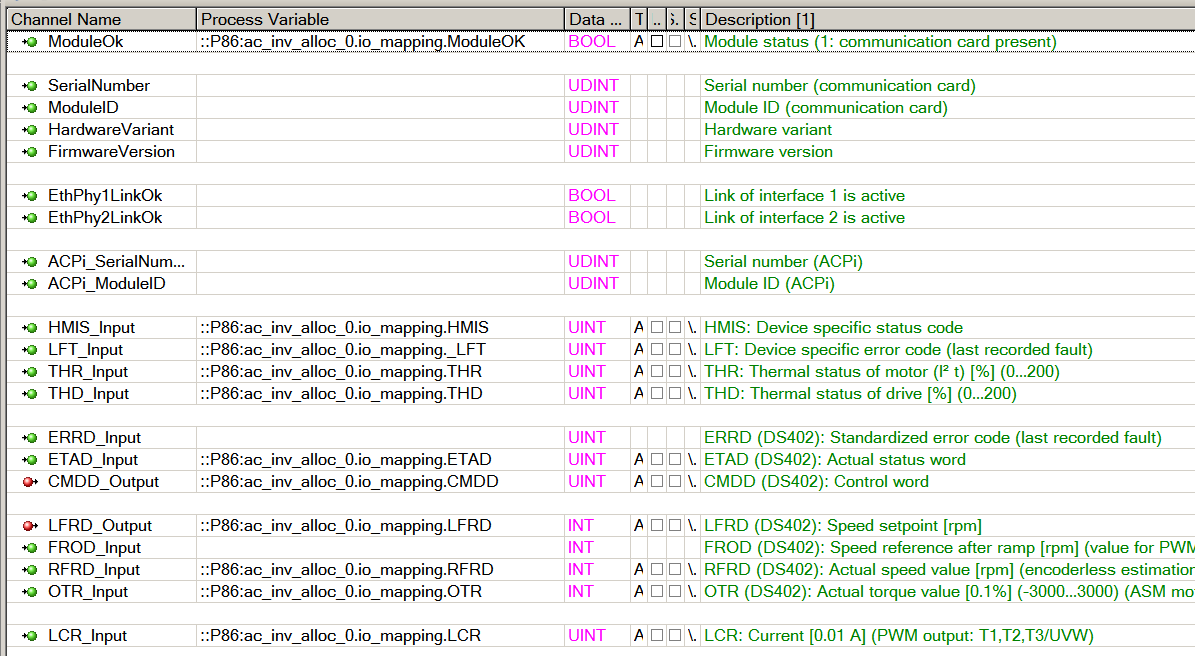 Channel Name Process Variable Data ... T .. S. S Description [1]
ModuleOk ::P86:ac_inv_alloc_0.io_mapping.ModuleOK BOOL A \. Module status (1: communication card present)
SerialNumber UDINT Serial number (communication card)
ModuleID UDINT Module ID (communication card)
HardwareVariant UDINT Hardware variant
FirmwareVersion UDINT Firmware version
EthPhy1LinkOk BOOL Link of interface 1 is active
EthPhy2LinkOk BOOL Link of interface 2 is active
ACPi_SerialNum... UDINT Serial number (ACPi)
ACPi_ModuleID UDINT Module ID (ACPi)
HMIS_Input ::P86:ac_inv_alloc_0.io_mapping.HMIS UINT A \. HMIS: Device specific status code
LFT_Input ::P86:ac_inv_alloc_0.io_mapping._LFT UINT A \. LFT: Device specific error code (last recorded fault)
THR_Input ::P86:ac_inv_alloc_0.io_mapping.THR UINT A \. THR: Thermal status of motor (I² t) [%] (0...200)
THD_Input ::P86:ac_inv_alloc_0.io_mapping.THD UINT A \. THD: Thermal status of drive [%] (0...200)
ERRD_Input UINT ERRD (DS402): Standardized error code (last recorded fault)
ETAD_Input ::P86:ac_inv_alloc_0.io_mapping.ETAD UINT A \. ETAD (DS402): Actual status word
CMDD_Output ::P86:ac_inv_alloc_0.io_mapping.CMDD UINT A \. CMDD (DS402): Control word
LFRD_Output ::P86:ac_inv_alloc_0.io_mapping.LFRD INT A \. LFRD (DS402): Speed setpoint [rpm]
FROD_Input INT FROD (DS402): Speed reference after ramp [rpm] (value for PWM
RFRD_Input ::P86:ac_inv_alloc_0.io_mapping.RFRD INT A \. RFRD (DS402): Actual speed value [rpm] (encoderless estimation
OTR_Input ::P86:ac_inv_alloc_0.io_mapping.OTR INT A \. OTR (DS402): Actual torque value [0.1%] (-3000...3000) (ASM mo
LCR_Input ::P86:ac_inv_alloc_0.io_mapping.LCR UINT A \. LCR: Current [0.01 A] (PWM output: T1,T2,T3/UVW)